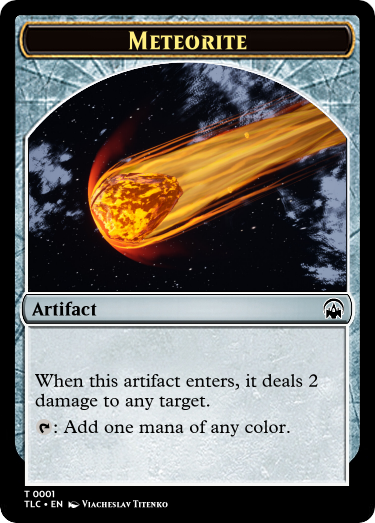 METEORITE
Artifact
When this artifact enters, it deals 2
damage to any target.
: Add one mana of any color.
T 0001
TLC • EN VIACHESLAV TITENKO